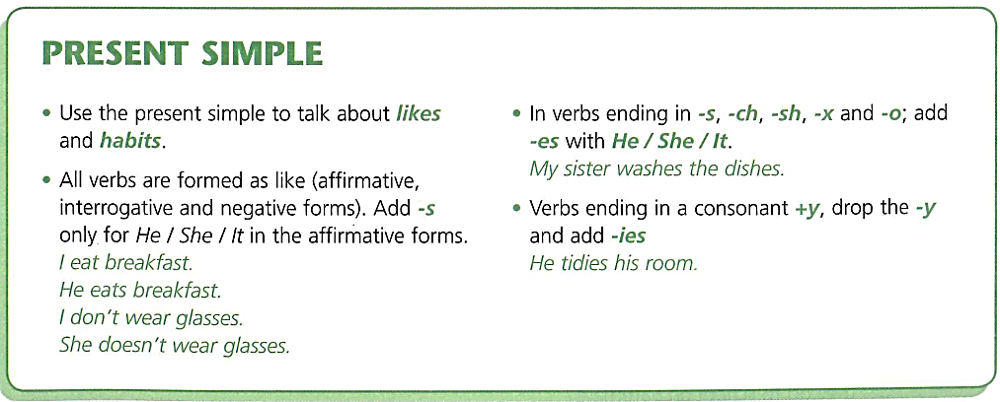 PRESENT SIMPLE
• Use the present simple to talk about likes
and habits.
• All verbs are formed as like (affirmative,
interrogative and negative forms). Add -s
only for He / She / It in the affirmative forms.
I eat breakfast.
He eats breakfast.
I don't wear glasses.
She doesn't wear glasses.
• In verbs ending in -s, -ch, -sh, -x and -o; add
-es with He / She / It.
My sister washes the dishes.
• Verbs ending in a consonant +y, drop the -y
and add -ies
He tidies his room.